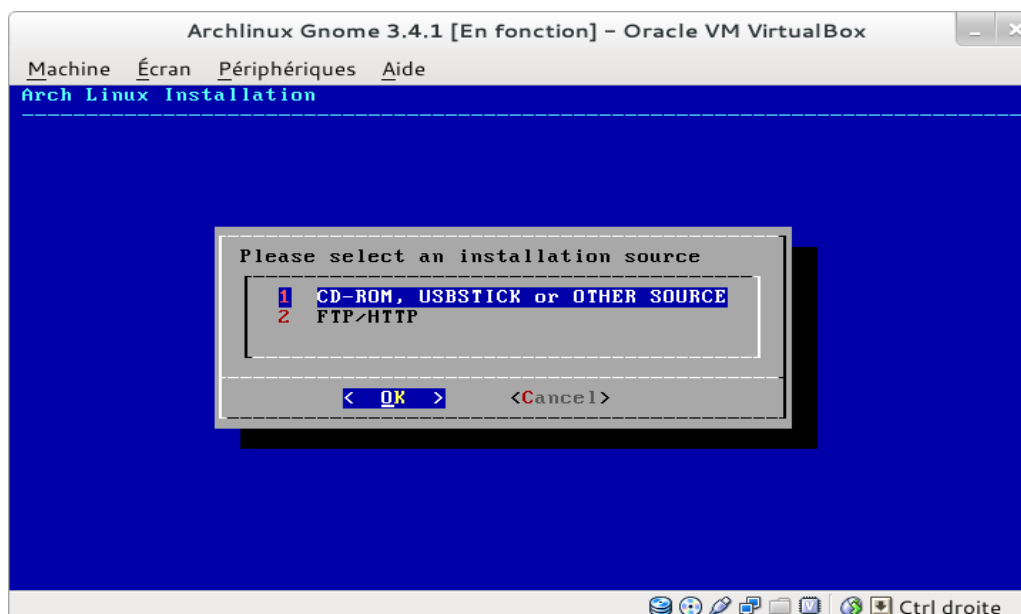 Archlinux Gnome 3.4.1 [En fonction] - Oracle VM VirtualBox
Machine Écran Périphériques Aide
Arch Linux Installation
Please select an installation source
1 CD-ROM, USBSTICK or OTHER SOURCE
2 FTP/HTTP
< OK > <Cancel>
Ctrl droite